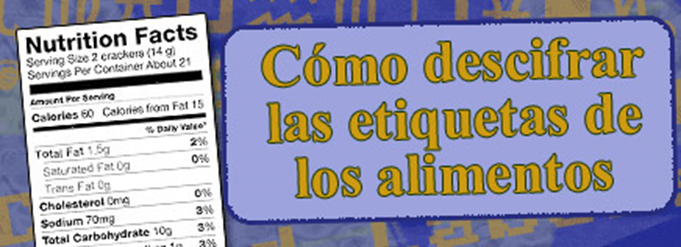 Nutrition Facts
Serving Size 2 crackers (14 g)
Servings Per Container About 21
Amount Per Serving
Calories 60 Calories from Fat 15
% Daily Value*
Total Fat 1.5g 2%
Saturated Fat 0g 0%
Trans Fat 0g
Cholesterol 0mg 0%
Sodium 70mg 3%
Total Carbohydrate 10g 3%
3%
Cómo descifrar
las etiquetas de
los alimentos